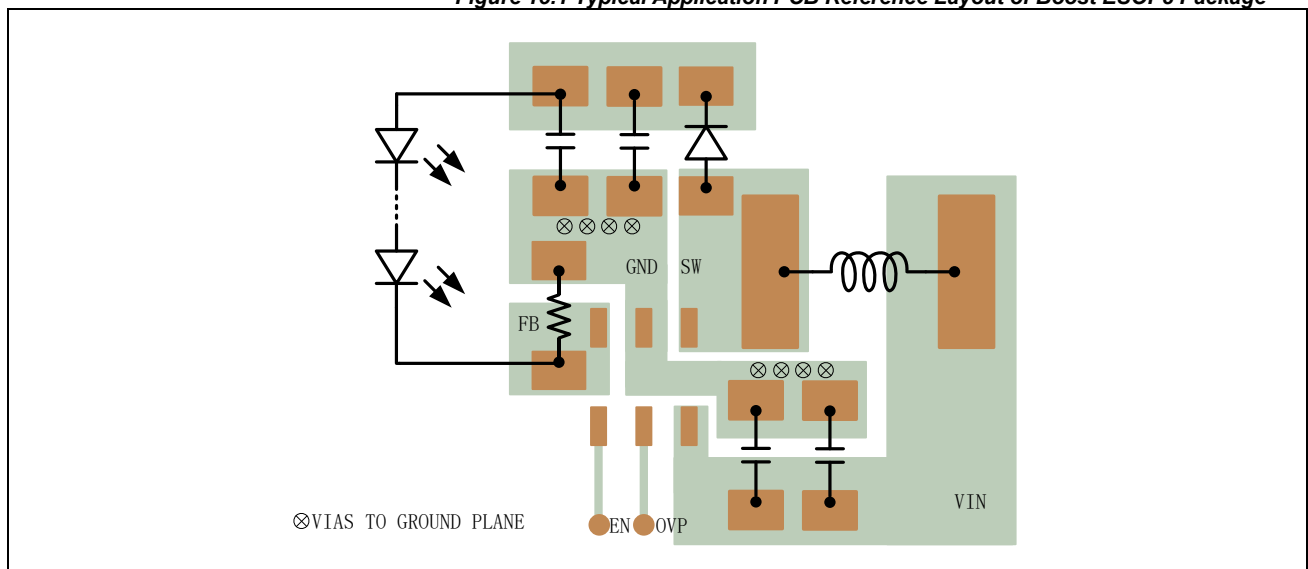 Figure 10.1 Typical Application PCB Reference Layout of Boost ESOP8 Package
GND SW
FB
VIN
⊗VIAS TO GROUND PLANE
EN OVP